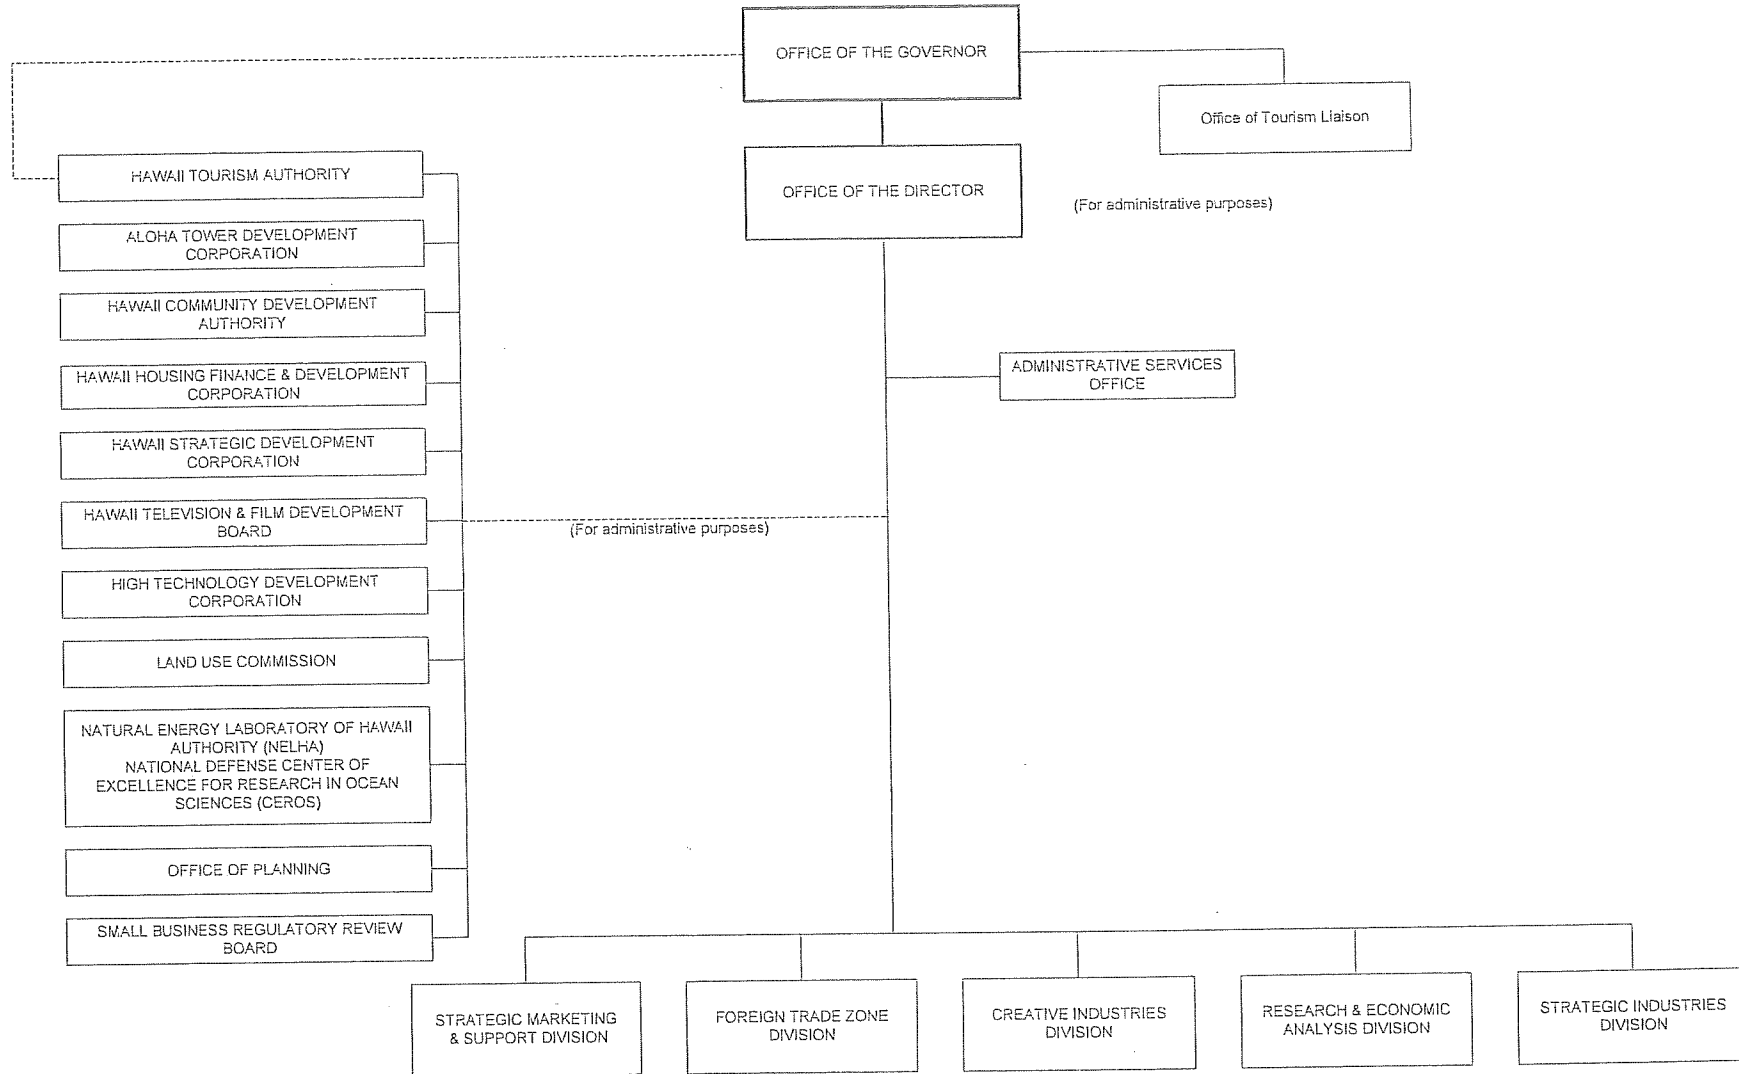 OFFICE OF THE GOVERNOR
Office of Tourism Liaison
OFFICE OF THE DIRECTOR
(For administrative purposes)
HAWAII TOURISM AUTHORITY
ALOHA TOWER DEVELOPMENT
CORPORATION
HAWAII COMMUNITY DEVELOPMENT
AUTHORITY
HAWAII HOUSING FINANCE & DEVELOPMENT
CORPORATION
HAWAII STRATEGIC DEVELOPMENT
CORPORATION
HAWAII TELEVISION & FILM DEVELOPMENT
BOARD
HIGH TECHNOLOGY DEVELOPMENT
CORPORATION
LAND USE COMMISSION
NATURAL ENERGY LABORATORY OF HAWAII
AUTHORITY (NELHA)
NATIONAL DEFENSE CENTER OF
EXCELLENCE FOR RESEARCH IN OCEAN
SCIENCES (CEROS)
OFFICE OF PLANNING
SMALL BUSINESS REGULATORY REVIEW
BOARD
(For administrative purposes)
ADMINISTRATIVE SERVICES
OFFICE
STRATEGIC MARKETING
& SUPPORT DIVISION
FOREIGN TRADE ZONE
DIVISION
CREATIVE INDUSTRIES
DIVISION
RESEARCH & ECONOMIC
ANALYSIS DIVISION
STRATEGIC INDUSTRIES
DIVISION